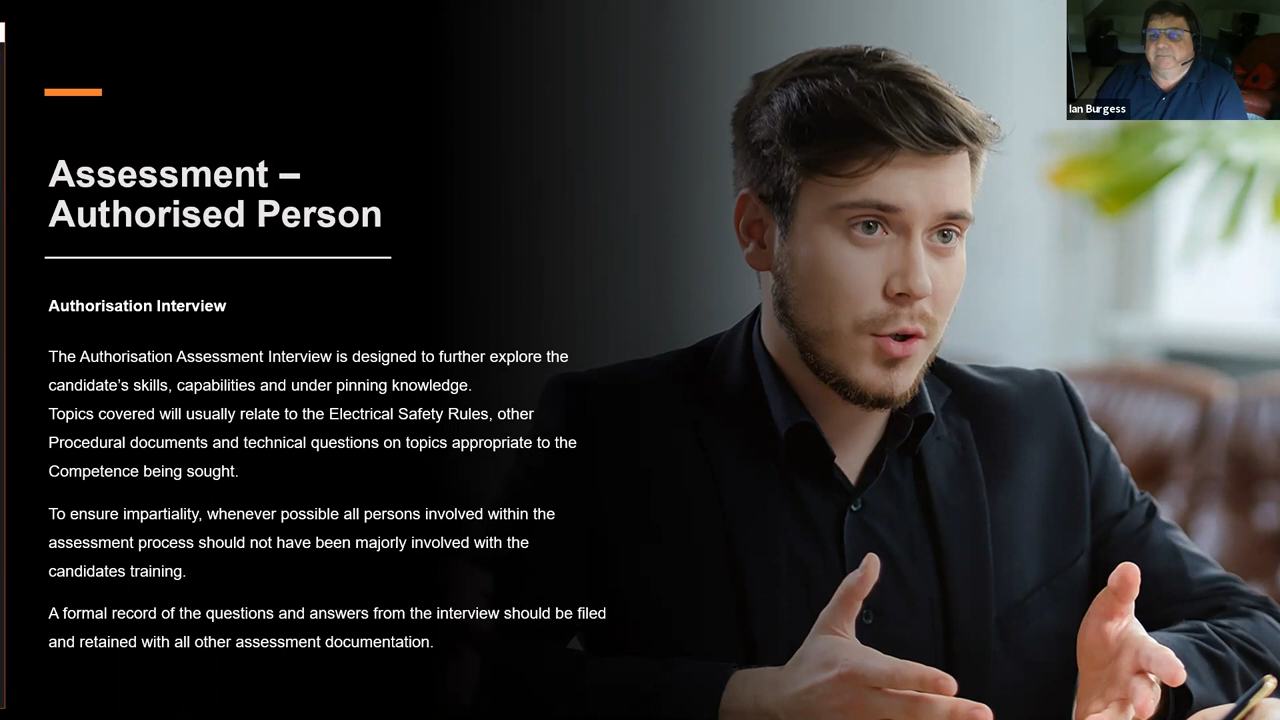 Ian Burgess
Assessment –
Authorised Person
Authorisation Interview
The Authorisation Assessment Interview is designed to further explore the
candidate's skills, capabilities and under pinning knowledge.
Topics covered will usually relate to the Electrical Safety Rules, other
Procedural documents and technical questions on topics appropriate to the
Competence being sought.
To ensure impartiality, whenever possible all persons involved within the
assessment process should not have been majorly involved with the
candidates training.
A formal record of the questions and answers from the interview should be filed
and retained with all other assessment documentation.